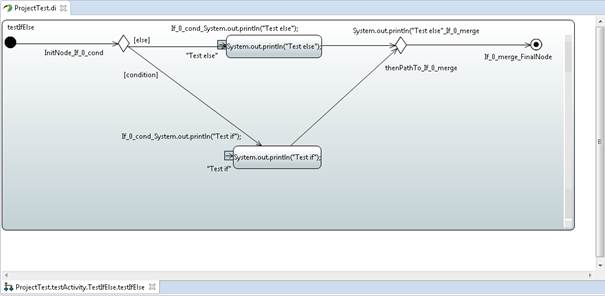 ProjectTest.di
testIfElse
If_0_cond_System.out.println("Test else");
System.out.println("Test else"_If_0_merge
[else]
System.out.println("Test else");
InitNode_If_0_cond
"Test else"
If_0_merge_FinalNode
thenPathTo_If_0_merge
[condition]
If_0_cond_System.out.println("Test if");
System.out.println("Test if");
"Test if"
ProjectTest.testActivity.TestIfElse.testIfElse